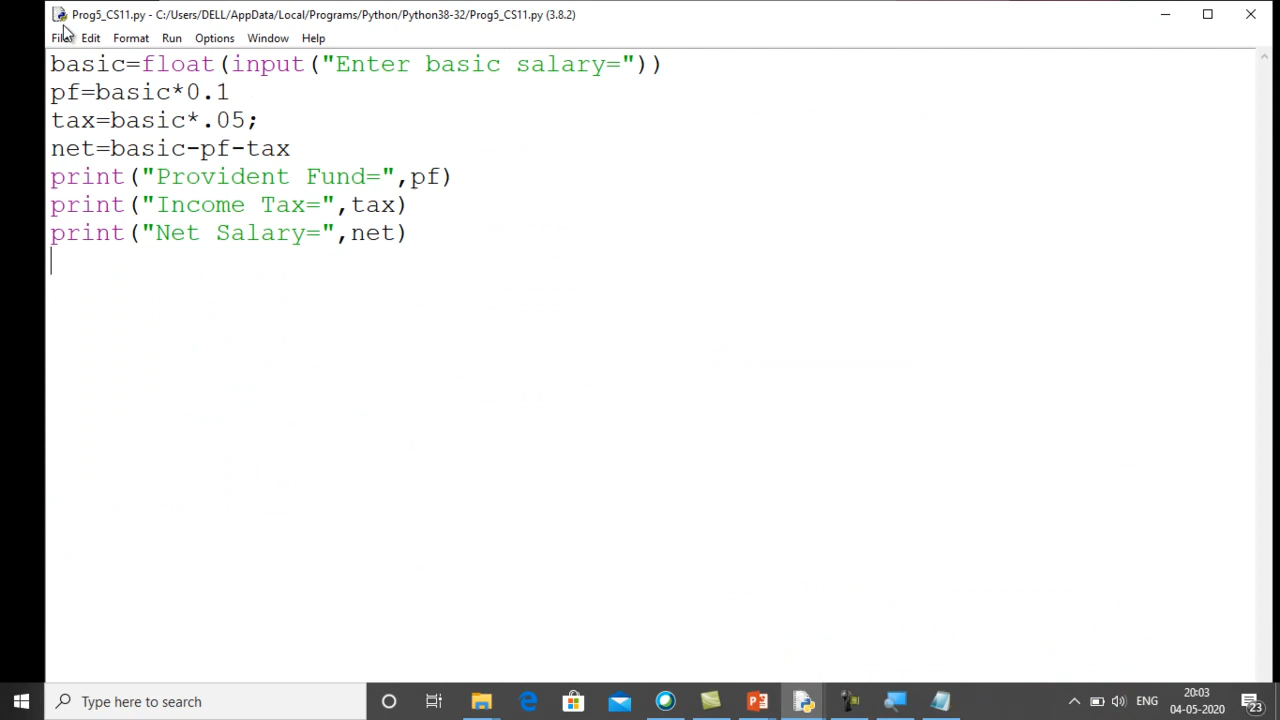 Prog5_CS11.py - C:/Users/DELL/AppData/Local/Programs/Python/Python38-32/Prog5_CS11.py (3.8.2)
File Edit Format Run Options Window Help
basic=float(input("Enter basic salary="))
pf=basic*0.1
tax=basic*.05;
net=basic-pf-tax
print("Provident Fund=",pf)
print("Income Tax=",tax)
print("Net Salary=",net)
Type here to search
ENG
20:03
04-05-2020
23